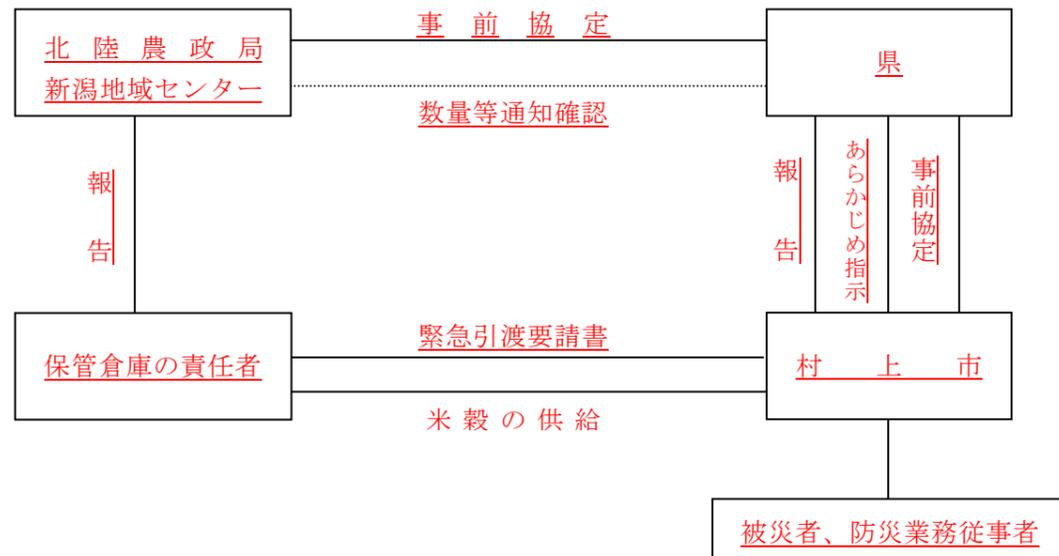 事前協定
北陸農政局
新潟地域センター
県
数量等通知確認
報告
報告
あらかじめ指示
事前協定
緊急引渡要請書
保管倉庫の責任者
村上市
米穀の供給
被災者、防災業務従事者